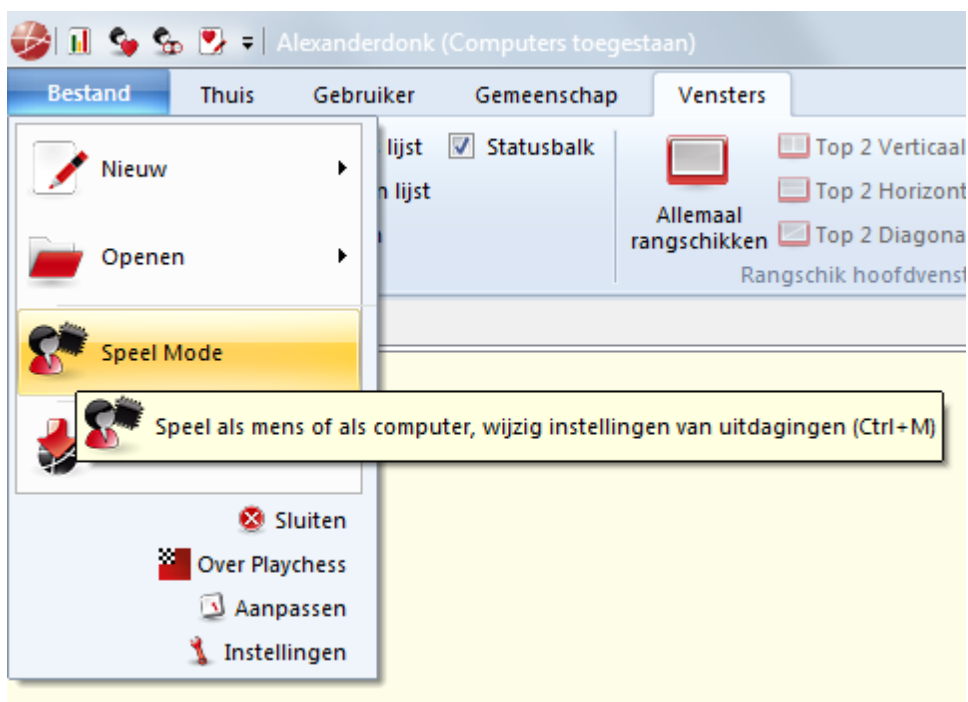 Alexanderdonk (Computers toegestaan)
Bestand Thuis Gebruiker Gemeenschap Vensters
Nieuw
Openen
Speel Mode
Speel als mens of als computer, wijzig instellingen van uitdagingen (Ctrl+M)
Sluiten
Over Playchess
Aanpassen
Instellingen
lijst Statusbalk
lijst
Allemaal
rangschikken
Top 2 Verticaal
Top 2 Horizont
Top 2 Diagona
Rangschik hoofdvenst